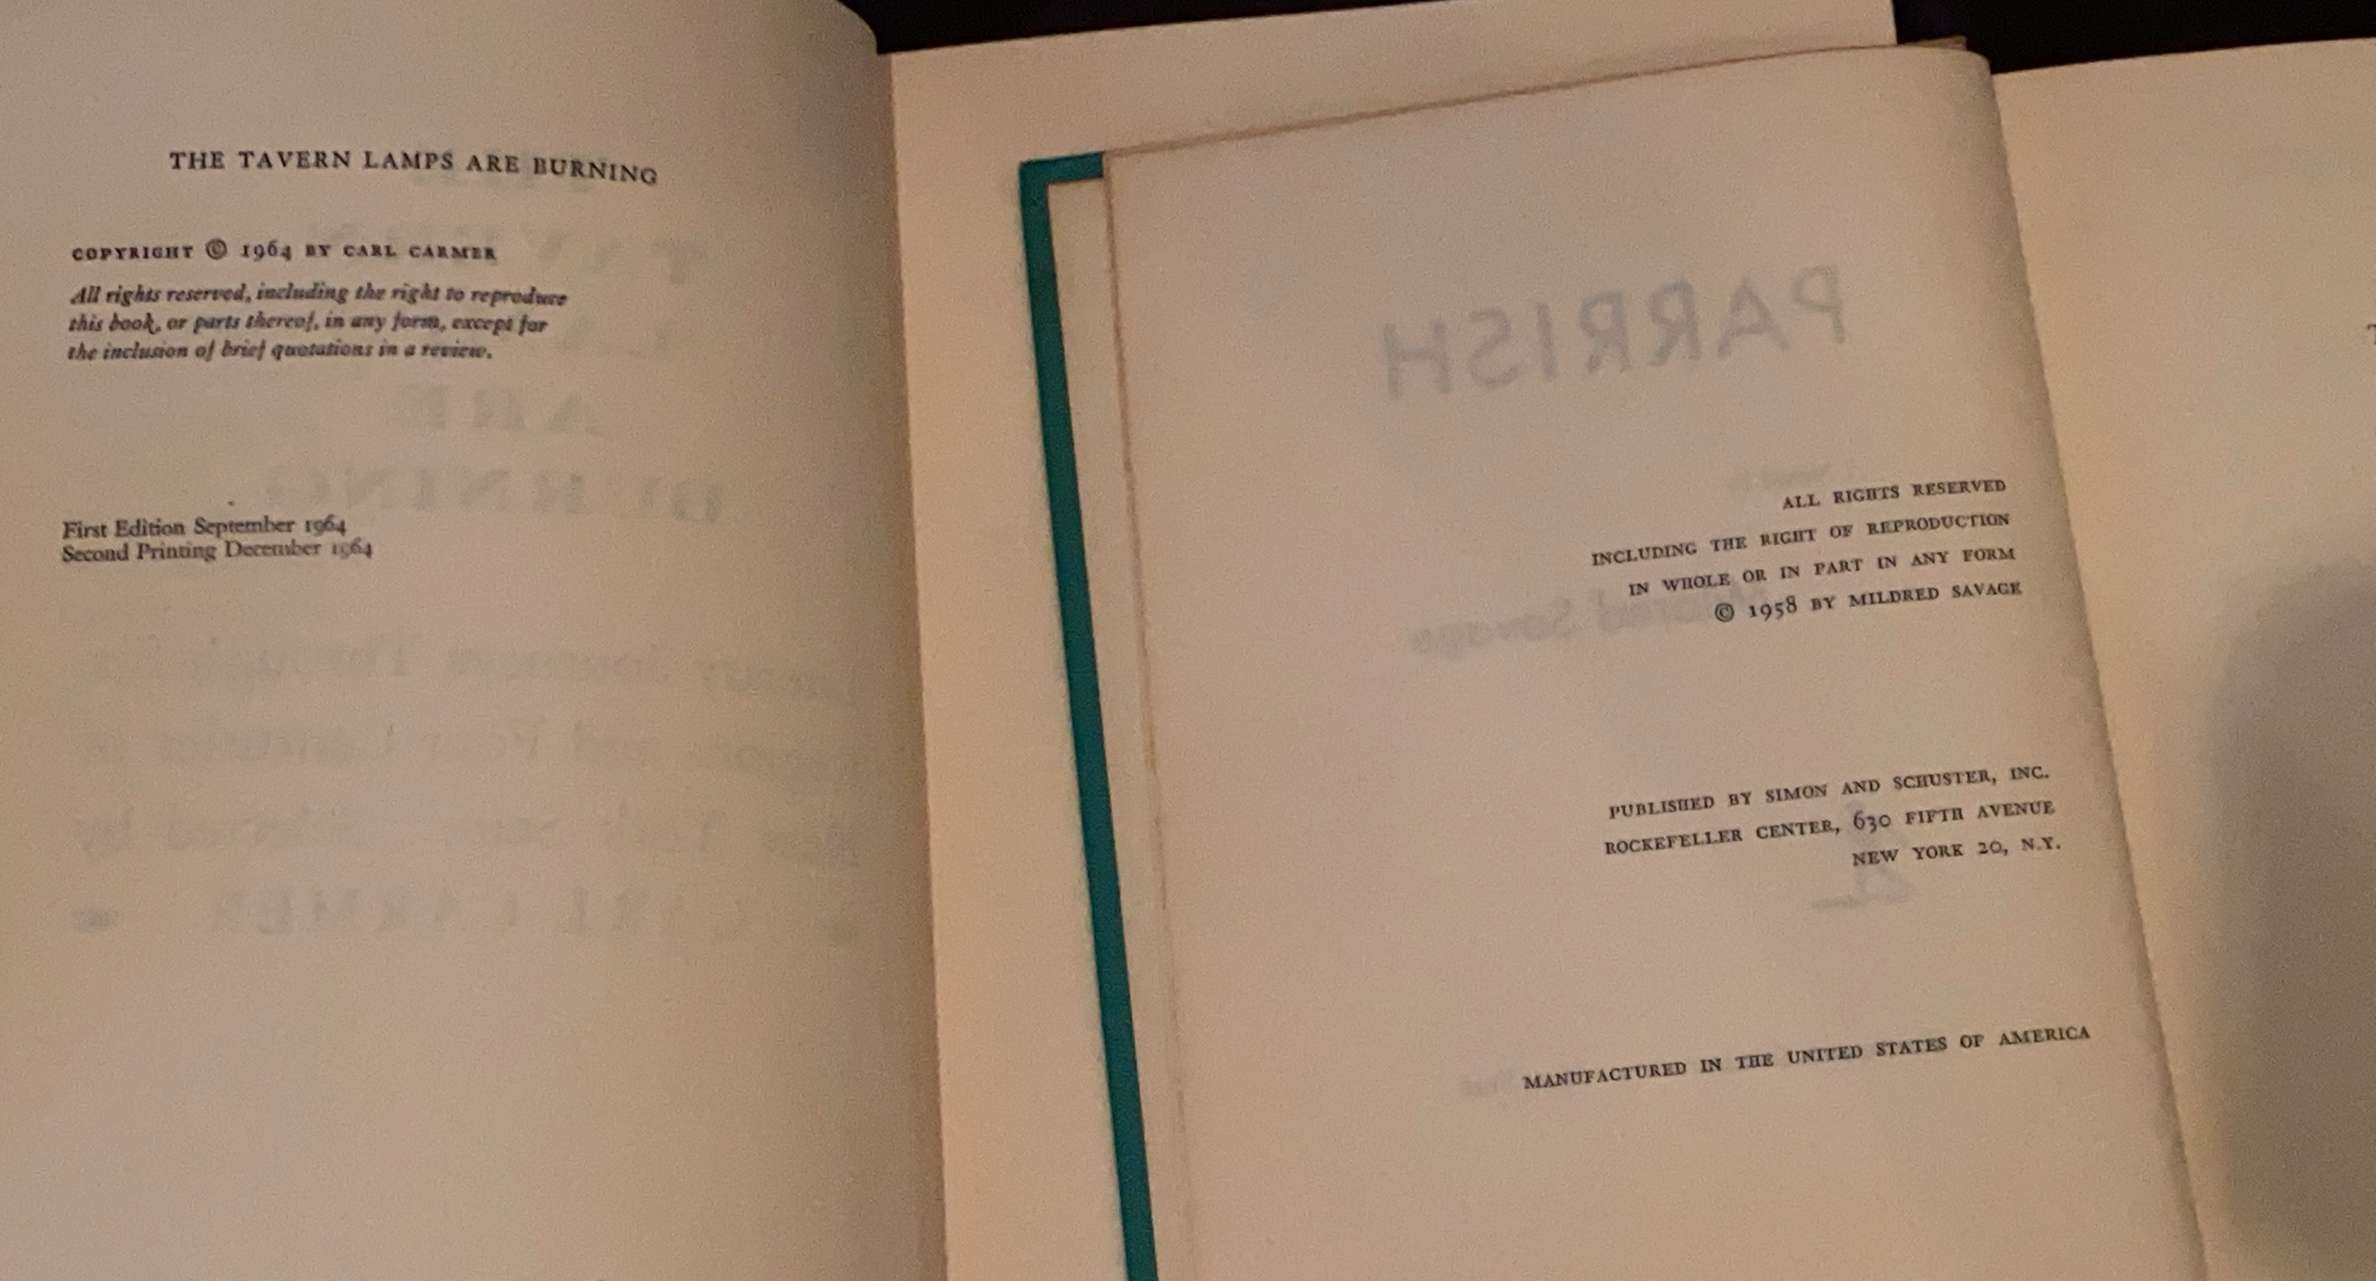 THE TAVERN LAMPS ARE BURNING
COPYRIGHT © 1964 BY CARL CARMER
All rights reserved, including the right to reproduce
this book, or parts thereof, in any form, except for
the inclusion of brief quotations in a review.
First Edition September 1964
Second Printing December 1964
PARRISH
ALL RIGHTS RESERVED
INCLUDING THE RIGHT OF REPRODUCTION
IN WHOLE OR IN PART IN ANY FORM
© 1958 BY MILDRED SAVAGE
PUBLISHED BY SIMON AND SCHUSTER, INC.
ROCKEFELLER CENTER, 630 FIFTH AVENUE
NEW YORK 20, N.Y.
MANUFACTURED IN THE UNITED STATES OF AMERICA